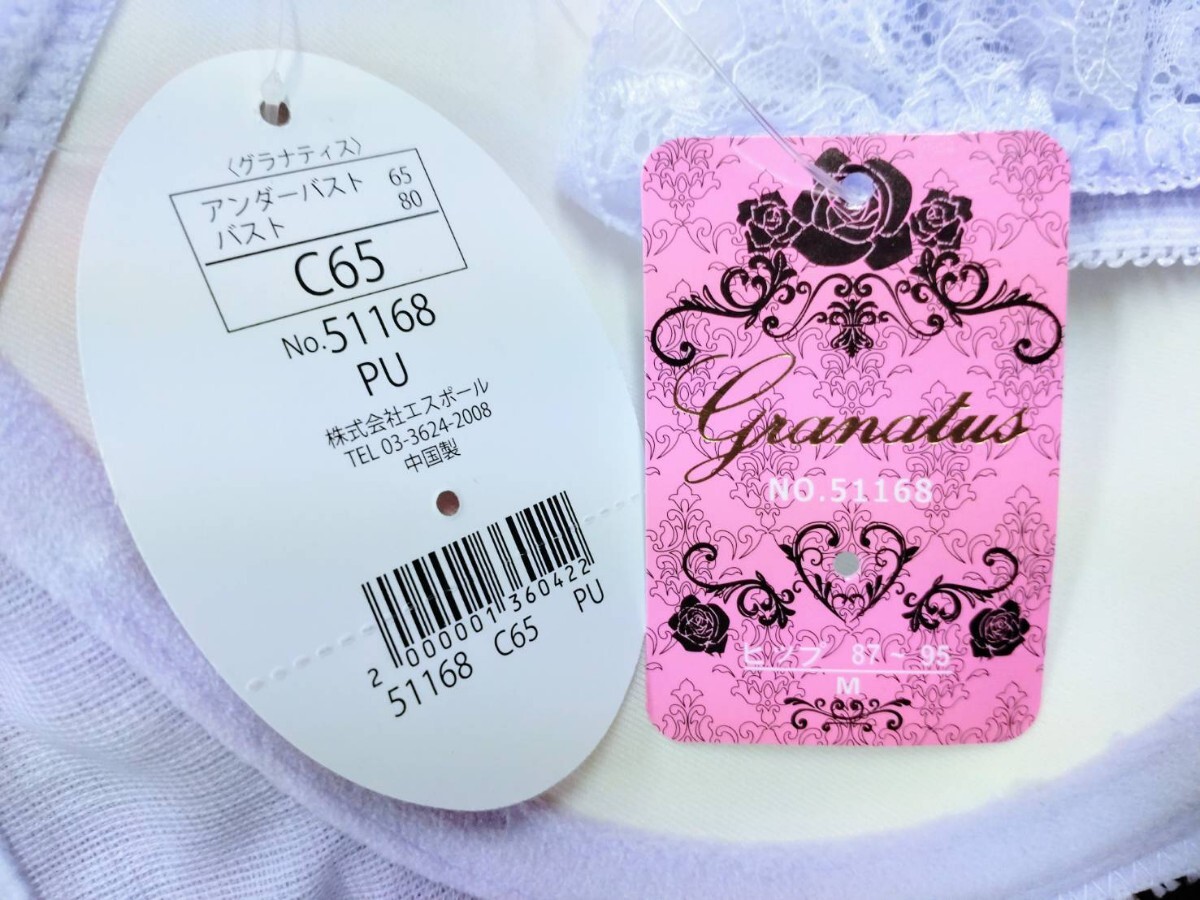 〈グラナティス〉
アンダーバスト 65
バスト 80
C65
No.51168
PU
株式会社エスポール
TEL 03-3624-2008
中国製
2 000001 360422
51168 C65 PU
Granatus
NO.51168
ヒップ 87~95
M